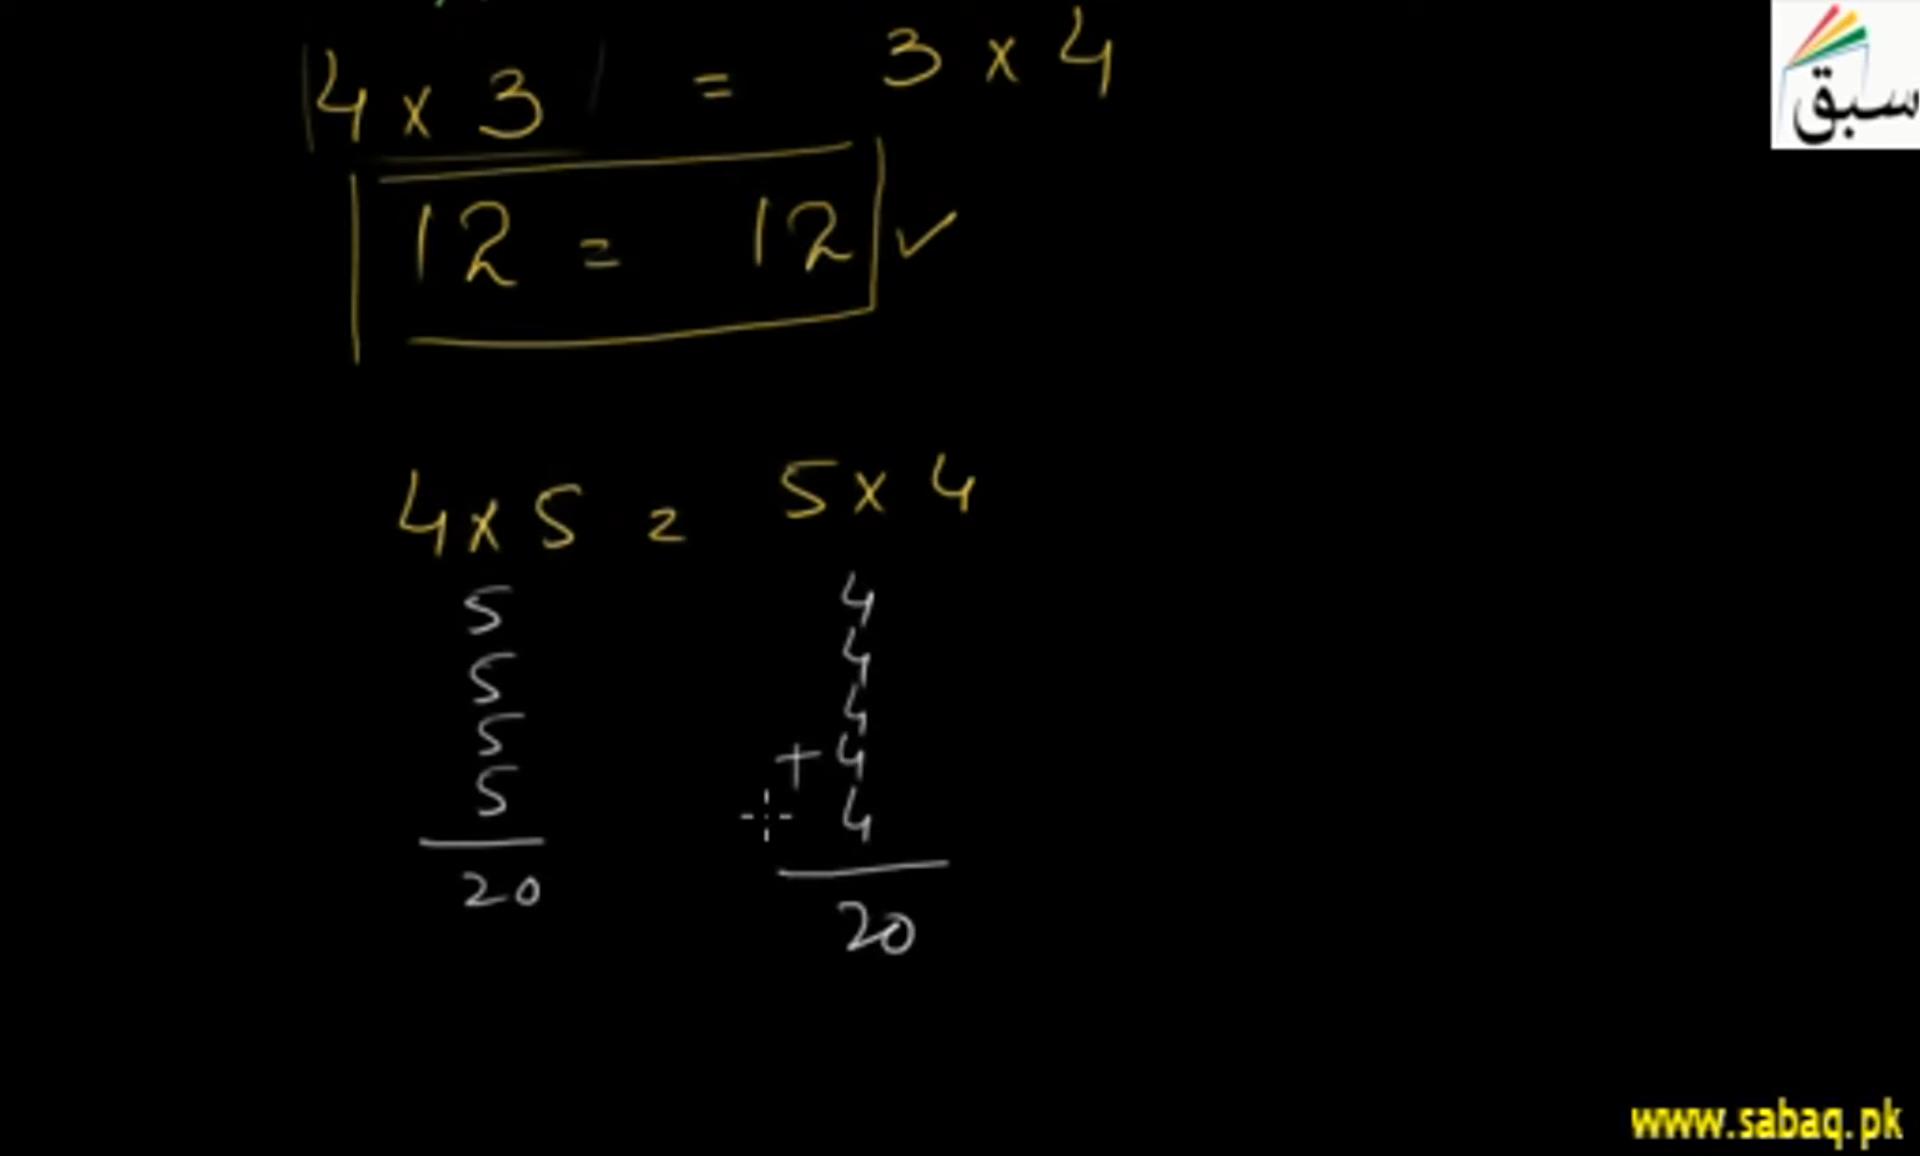 4 x 3 = 3 x 4
سبق
12 = 12 ✓
4 x 5 = 5 x 4
5 4
5 4
5 4
5 + 4
4
20 20
www.sabaq.pk